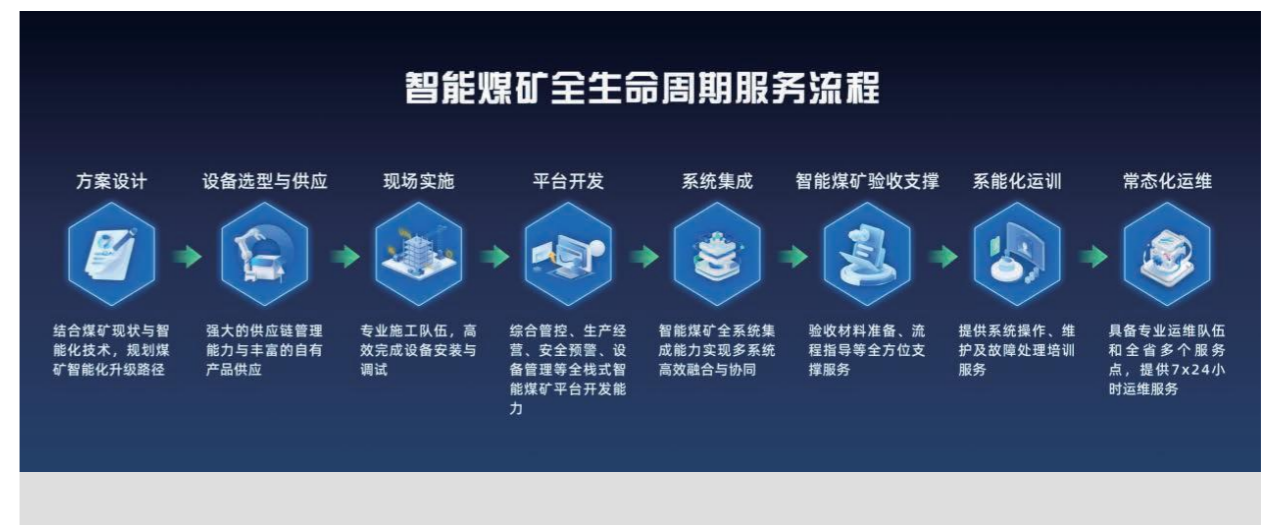 智能煤矿全生命周期服务流程
方案设计
结合煤矿现状与智
能化技术，规划煤
矿智能化升级路径
设备选型与供应
强大的供应链管理
能力与丰富的自有
产品供应
现场实施
专业施工队伍，高
效完成设备安装与
调试
平台开发
综合管控、生产经
营、安全预警、设
备管理等全栈式智
能煤矿平台开发能
力
系统集成
智能煤矿全系统集
成能力实现多系统
高效融合与协同
智能煤矿验收支撑
验收材料准备、流
程指导等全方位支
撑服务
系能化运训
提供系统操作、维
护及故障处理培训
服务
常态化运维
具备专业运维队伍
和全省多个服务
点，提供7x24小
时运维服务